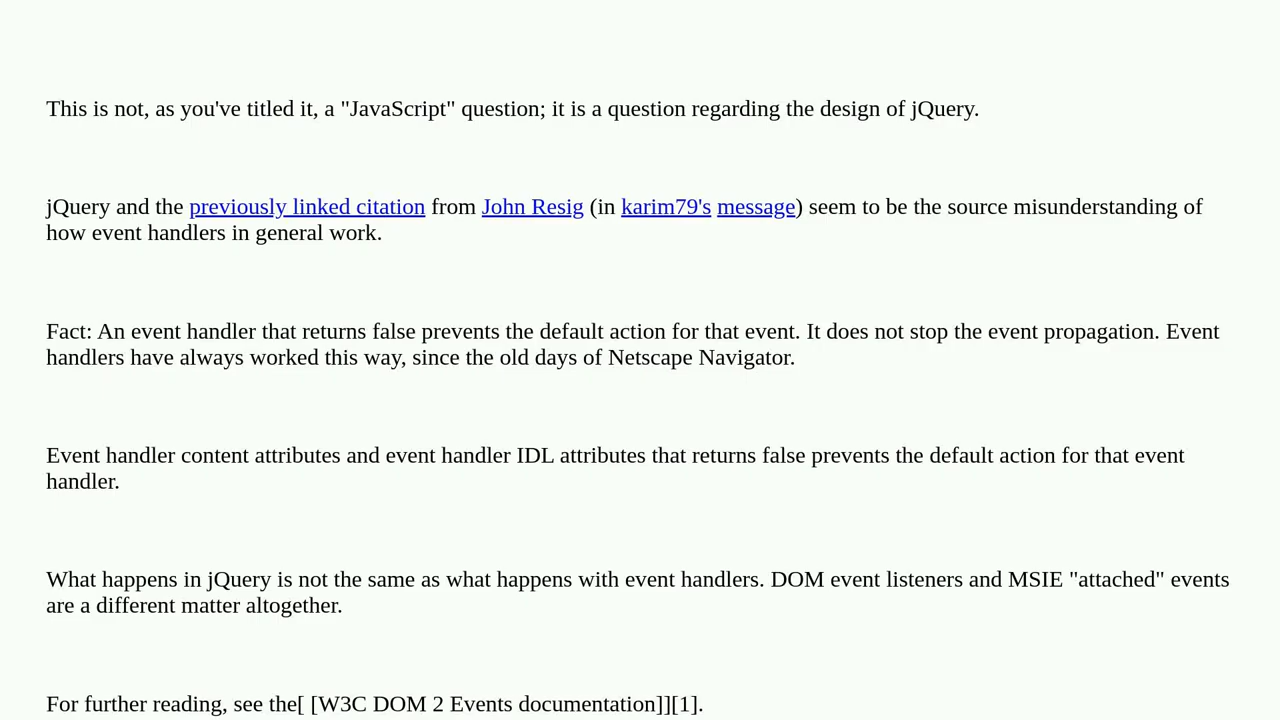 This is not, as you've titled it, a "JavaScript" question; it is a question regarding the design of jQuery.
jQuery and the previously linked citation from John Resig (in karim79's message) seem to be the source misunderstanding of
how event handlers in general work.
Fact: An event handler that returns false prevents the default action for that event. It does not stop the event propagation. Event
handlers have always worked this way, since the old days of Netscape Navigator.
Event handler content attributes and event handler IDL attributes that returns false prevents the default action for that event
handler.
What happens in jQuery is not the same as what happens with event handlers. DOM event listeners and MSIE "attached" events
are a different matter altogether.
For further reading, see the[ [W3C DOM 2 Events documentation]][1].